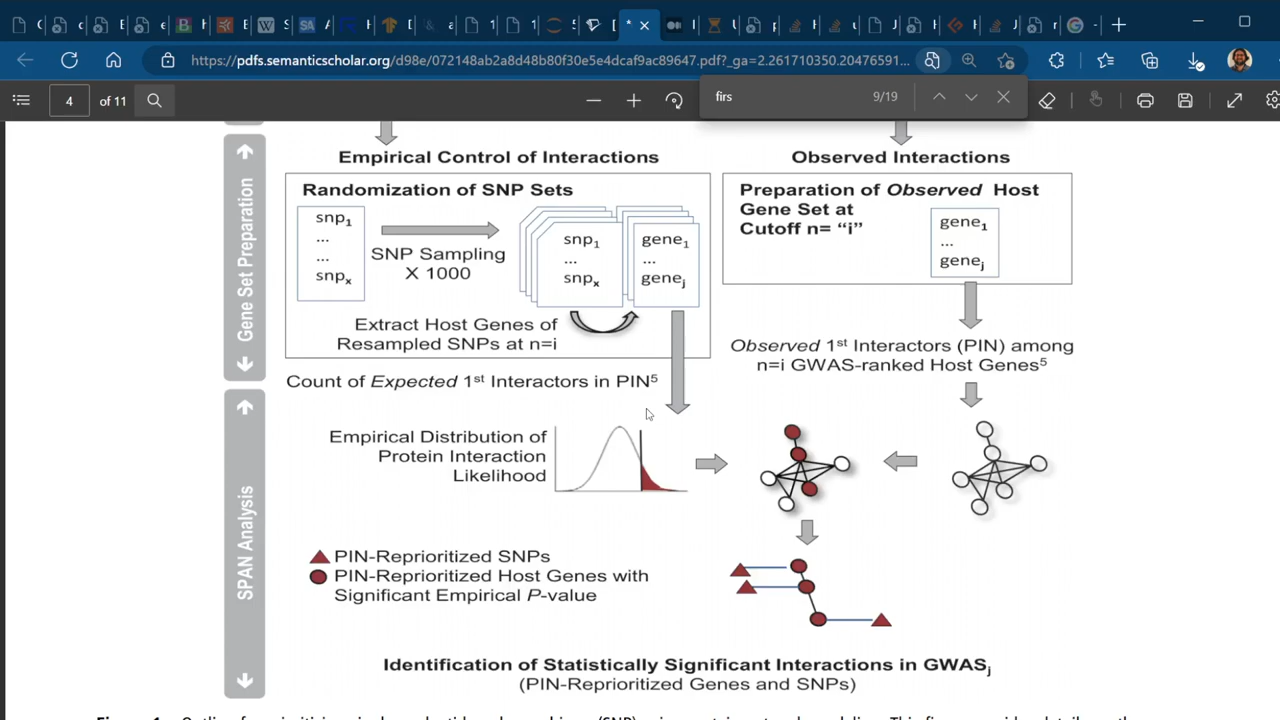 https://pdfs.semanticscholar.org/d98e/072148ab2a8d48b80f30e5e4dcaf9ac89647.pdf?_ga=2.261710350.20476591...
4 of 11
firs 9/19
Gene Set Preparation
Empirical Control of Interactions
Randomization of SNP Sets
snp1
...
...
snpx
SNP Sampling
X 1000
snp1
...
snpx
gene1
...
genej
Extract Host Genes of
Resampled SNPs at n=i
Observed Interactions
Preparation of Observed Host
Gene Set at
Cutoff n= “i”
gene1
...
genej
Count of Expected 1st Interactors in PIN5
Observed 1st Interactors (PIN) among
n=i GWAS-ranked Host Genes5
SPAN Analysis
Empirical Distribution of
Protein Interaction
Likelihood
PIN-Reprioritized SNPs
PIN-Reprioritized Host Genes with
Significant Empirical P-value
Identification of Statistically Significant Interactions in GWASj
(PIN-Reprioritized Genes and SNPs)